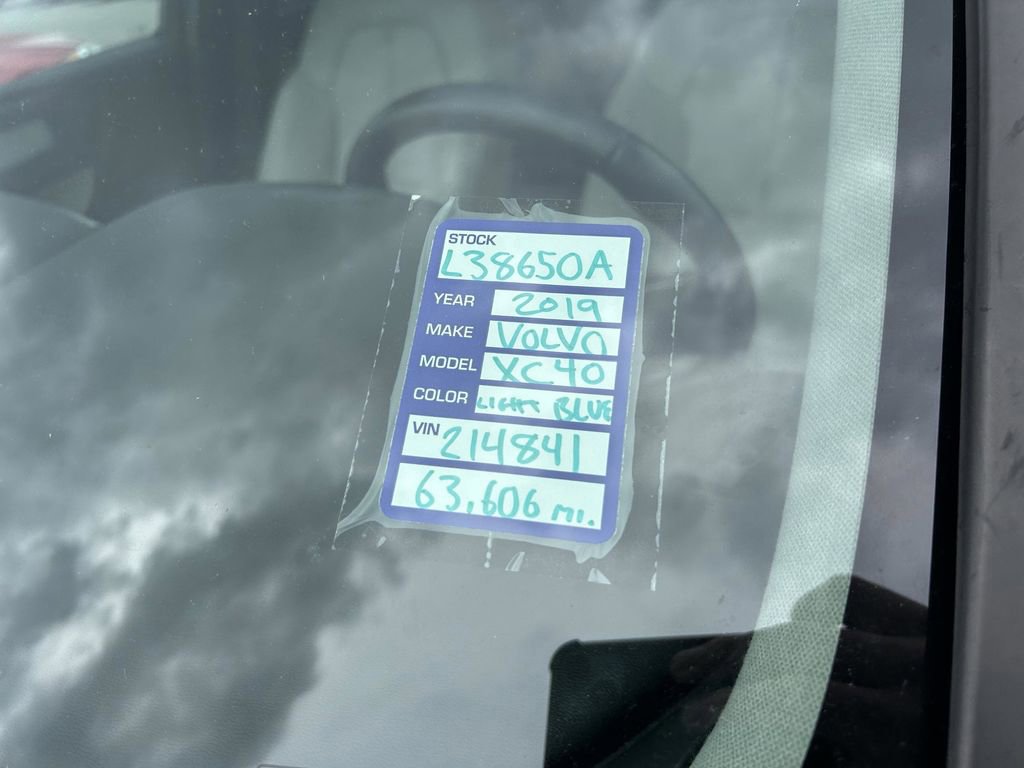 STOCK
L38650A
YEAR 2019
MAKE VOLVO
MODEL XC40
COLOR LIGHT BLUE
VIN 214841
63,606 MI.